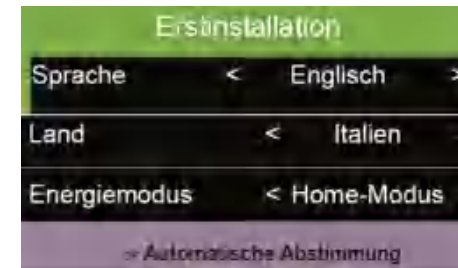 Erstinstallation
Sprache < Englisch >
Land < Italien
Energiemodus < Home-Modus
Automatische Abstimmung